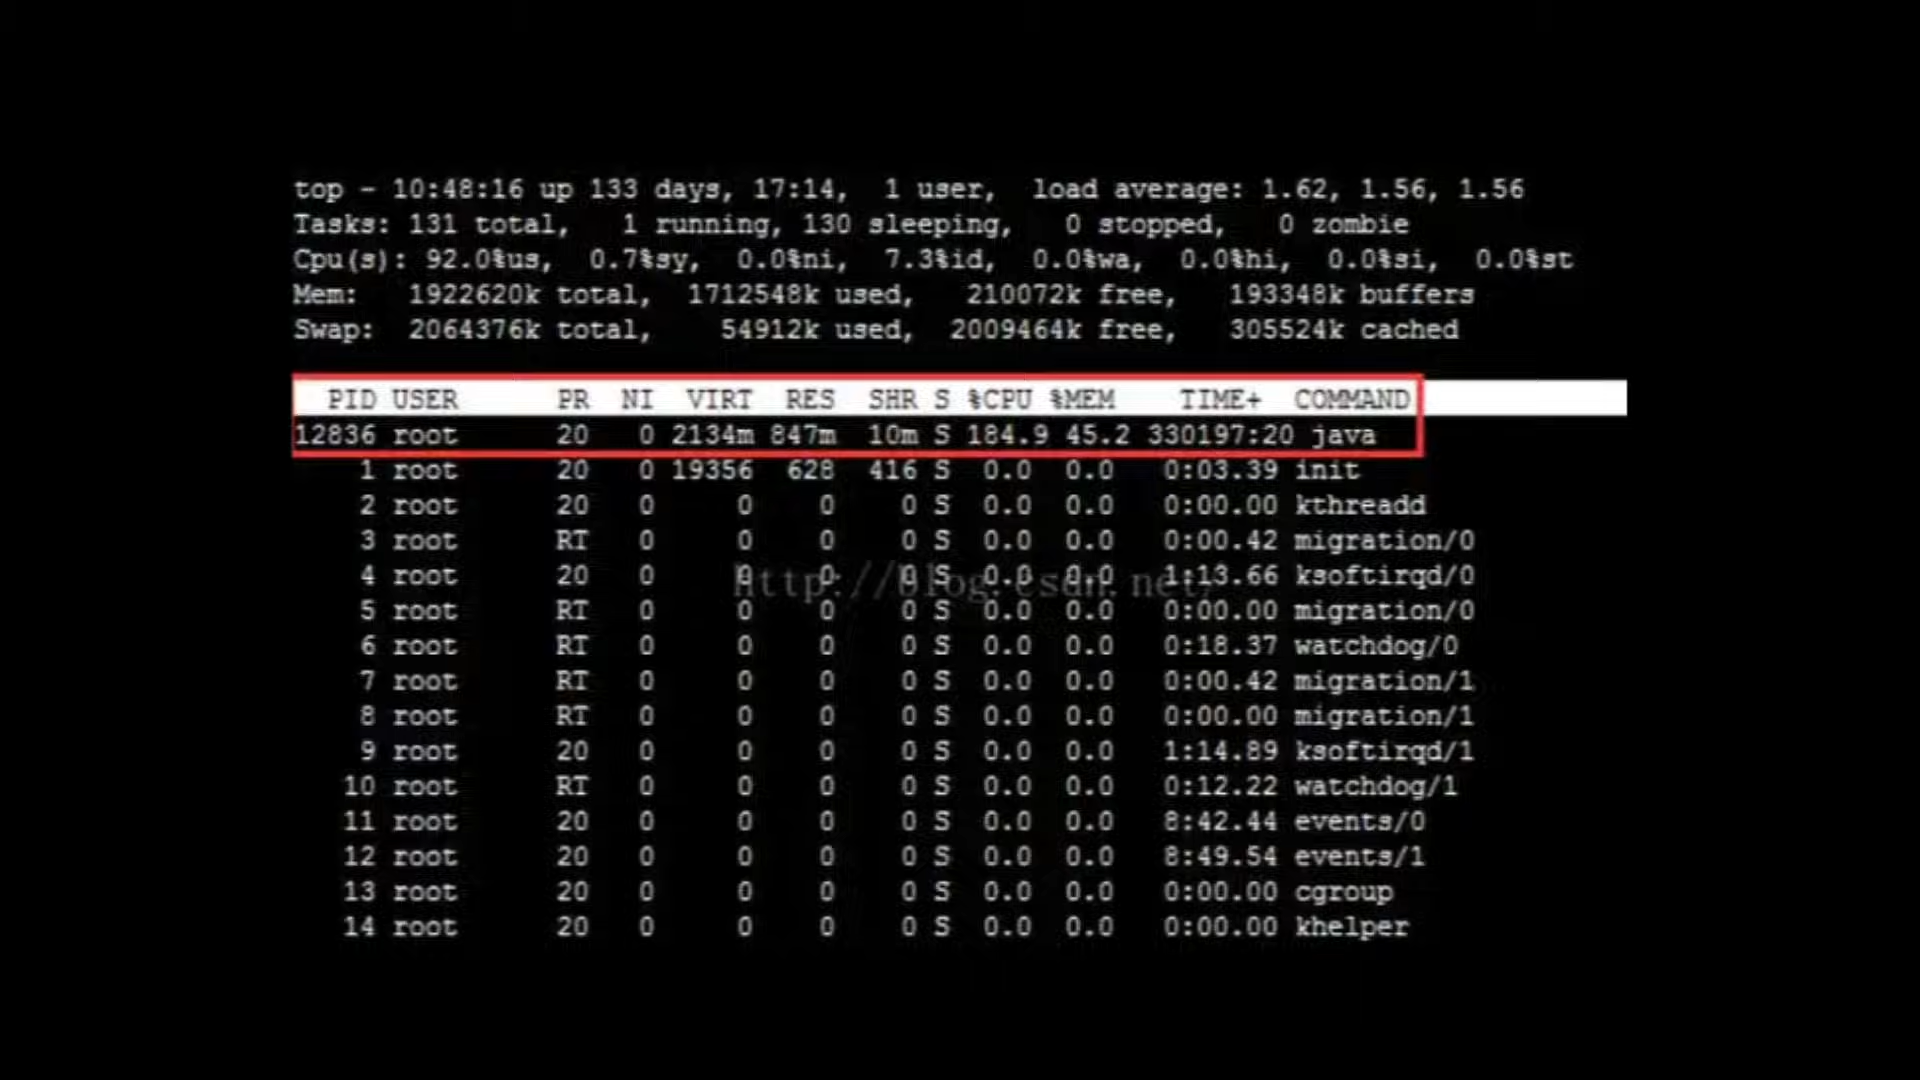 top - 10:48:16 up 133 days, 17:14,  1 user,  load average: 1.62, 1.56, 1.56
Tasks: 131 total,   1 running, 130 sleeping,   0 stopped,   0 zombie
Cpu(s): 92.0%us,  0.7%sy,  0.0%ni,  7.3%id,  0.0%wa,  0.0%hi,  0.0%si,  0.0%st
Mem:   1922620k total,  1712548k used,   210072k free,   193348k buffers
Swap:  2064376k total,    54912k used,  2009464k free,   305524k cached
PID USER PR NI VIRT RES SHR S %CPU %MEM TIME+ COMMAND
12836 root 20 0 2134m 847m 10m S 184.9 45.2 330197:20 java
1 root 20 0 19356 628 416 S 0.0 0.0 0:03.39 init
2 root 20 0 0 0 0 S 0.0 0.0 0:00.00 kthreadd
3 root RT 0 0 0 0 S 0.0 0.0 0:00.42 migration/0
4 root 20 0 0 0 0 S 0.0 0.0 1:13.66 ksoftirqd/0
http://blog.csdn.net/
5 root RT 0 0 0 0 S 0.0 0.0 0:00.00 migration/0
6 root RT 0 0 0 0 S 0.0 0.0 0:18.37 watchdog/0
7 root RT 0 0 0 0 S 0.0 0.0 0:00.42 migration/1
8 root RT 0 0 0 0 S 0.0 0.0 0:00.00 migration/1
9 root 20 0 0 0 0 S 0.0 0.0 1:14.89 ksoftirqd/1
10 root RT 0 0 0 0 S 0.0 0.0 0:12.22 watchdog/1
11 root 20 0 0 0 0 S 0.0 0.0 8:42.44 events/0
12 root 20 0 0 0 0 S 0.0 0.0 8:49.54 events/1
13 root 20 0 0 0 0 S 0.0 0.0 0:00.00 cgroup
14 root 20 0 0 0 0 S 0.0 0.0 0:00.00 khelper